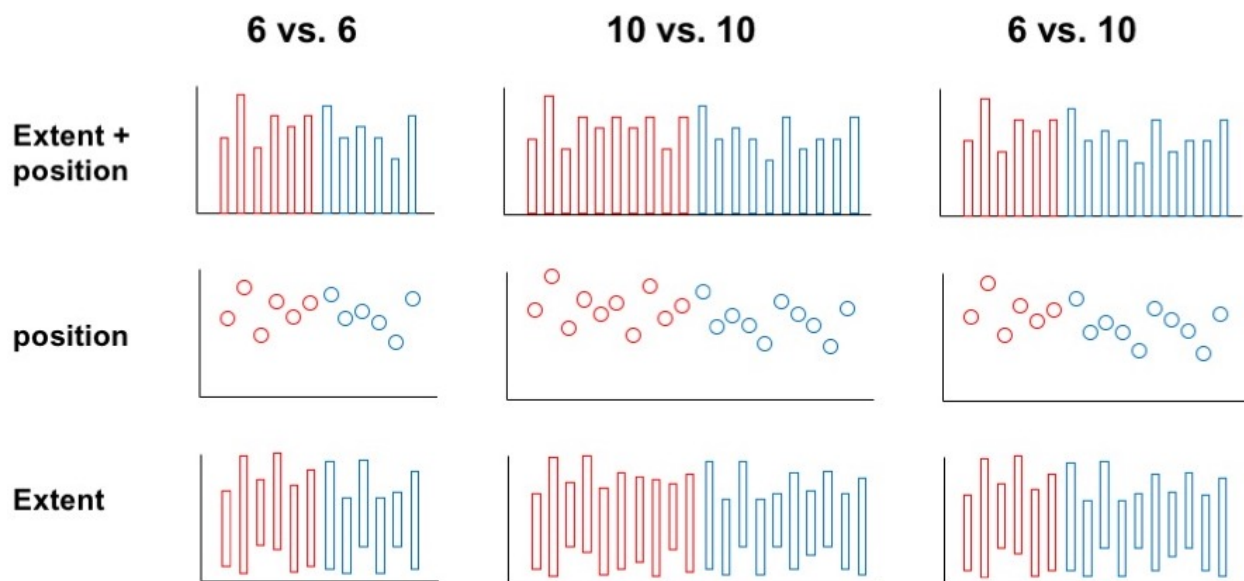 6 vs. 6
10 vs. 10
6 vs. 10
Extent +
position
position
Extent